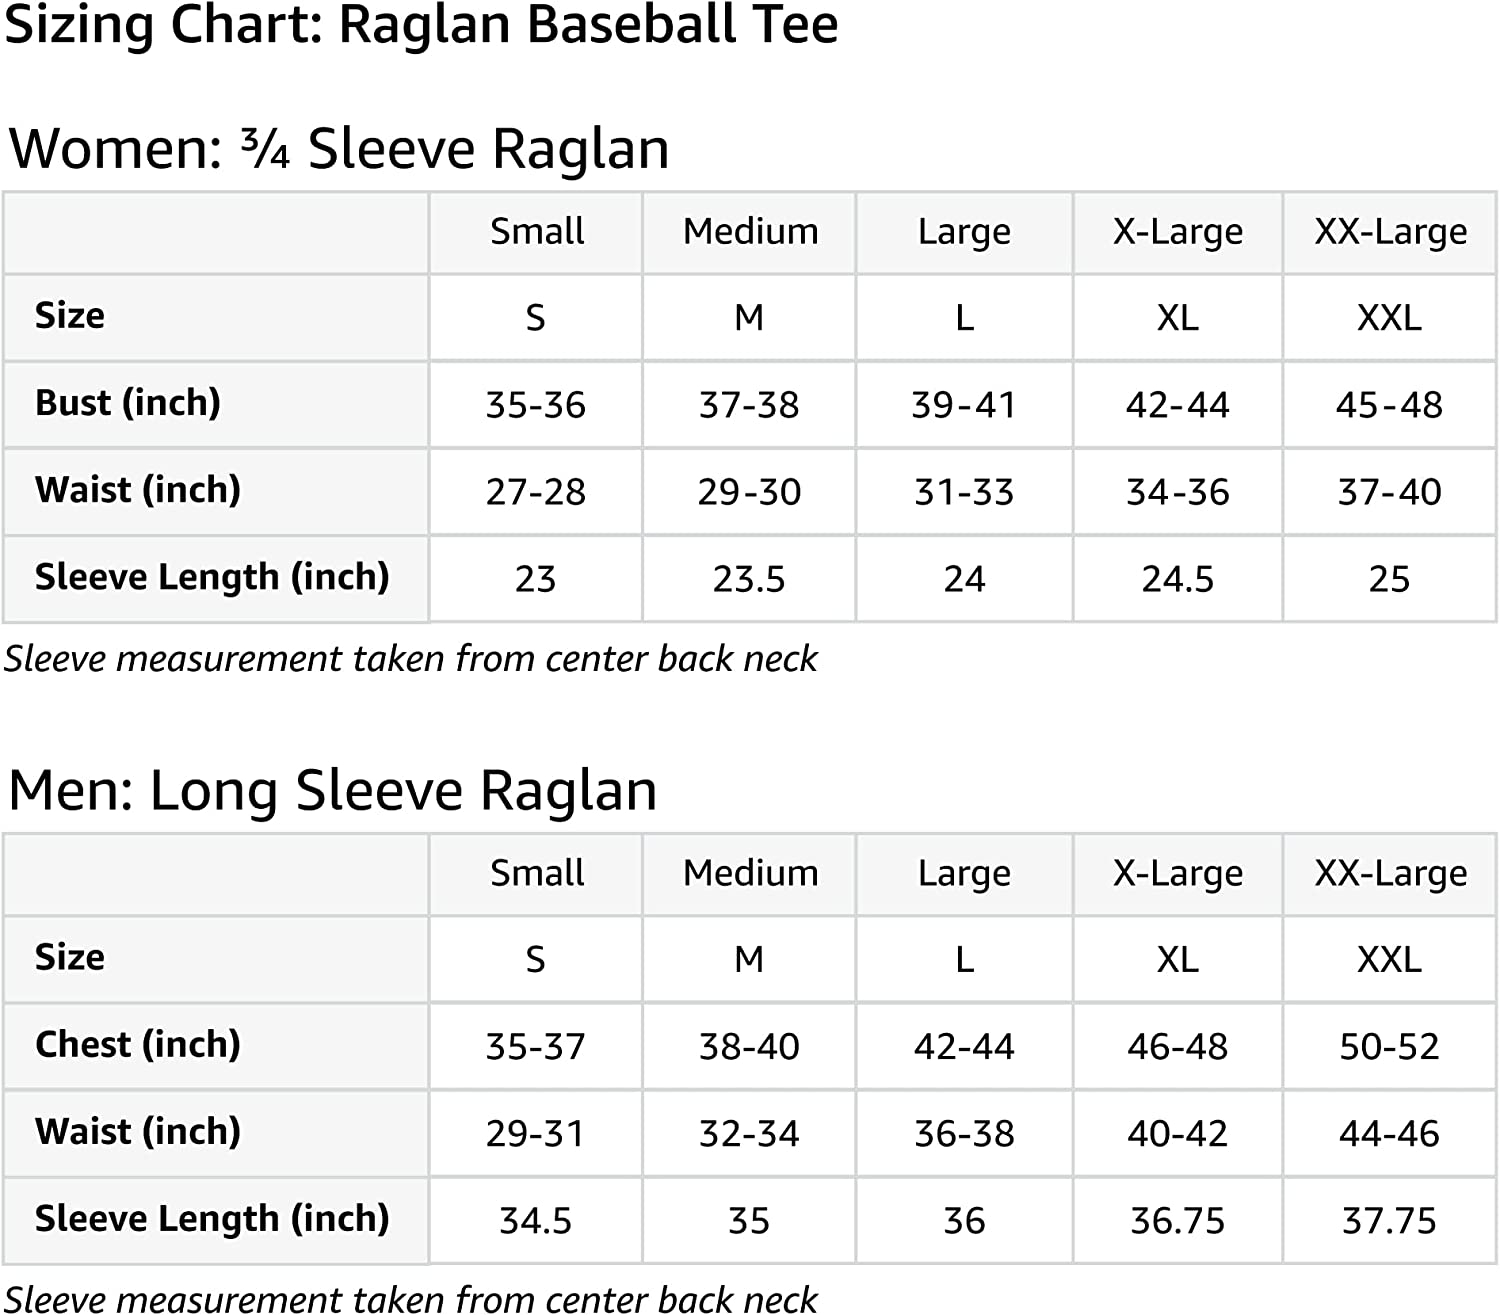 Sizing Chart: Raglan Baseball Tee
Women: ¾ Sleeve Raglan
Small Medium Large X-Large XX-Large
Size S M L XL XXL
Bust (inch) 35-36 37-38 39-41 42-44 45-48
Waist (inch) 27-28 29-30 31-33 34-36 37-40
Sleeve Length (inch) 23 23.5 24 24.5 25
Sleeve measurement taken from center back neck
Men: Long Sleeve Raglan
Small Medium Large X-Large XX-Large
Size S M L XL XXL
Chest (inch) 35-37 38-40 42-44 46-48 50-52
Waist (inch) 29-31 32-34 36-38 40-42 44-46
Sleeve Length (inch) 34.5 35 36 36.75 37.75
Sleeve measurement taken from center back neck